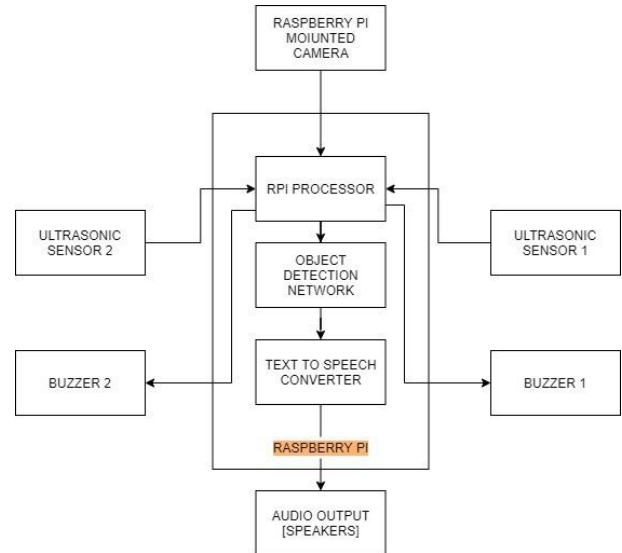 RASPBERRY PI
MOIUNTED
CAMERA
RPI PROCESSOR
ULTRASONIC
SENSOR 2
ULTRASONIC
SENSOR 1
OBJECT
DETECTION
NETWORK
BUZZER 2
TEXT TO SPEECH
CONVERTER
BUZZER 1
RASPBERRY PI
AUDIO OUTPUT
[SPEAKERS]